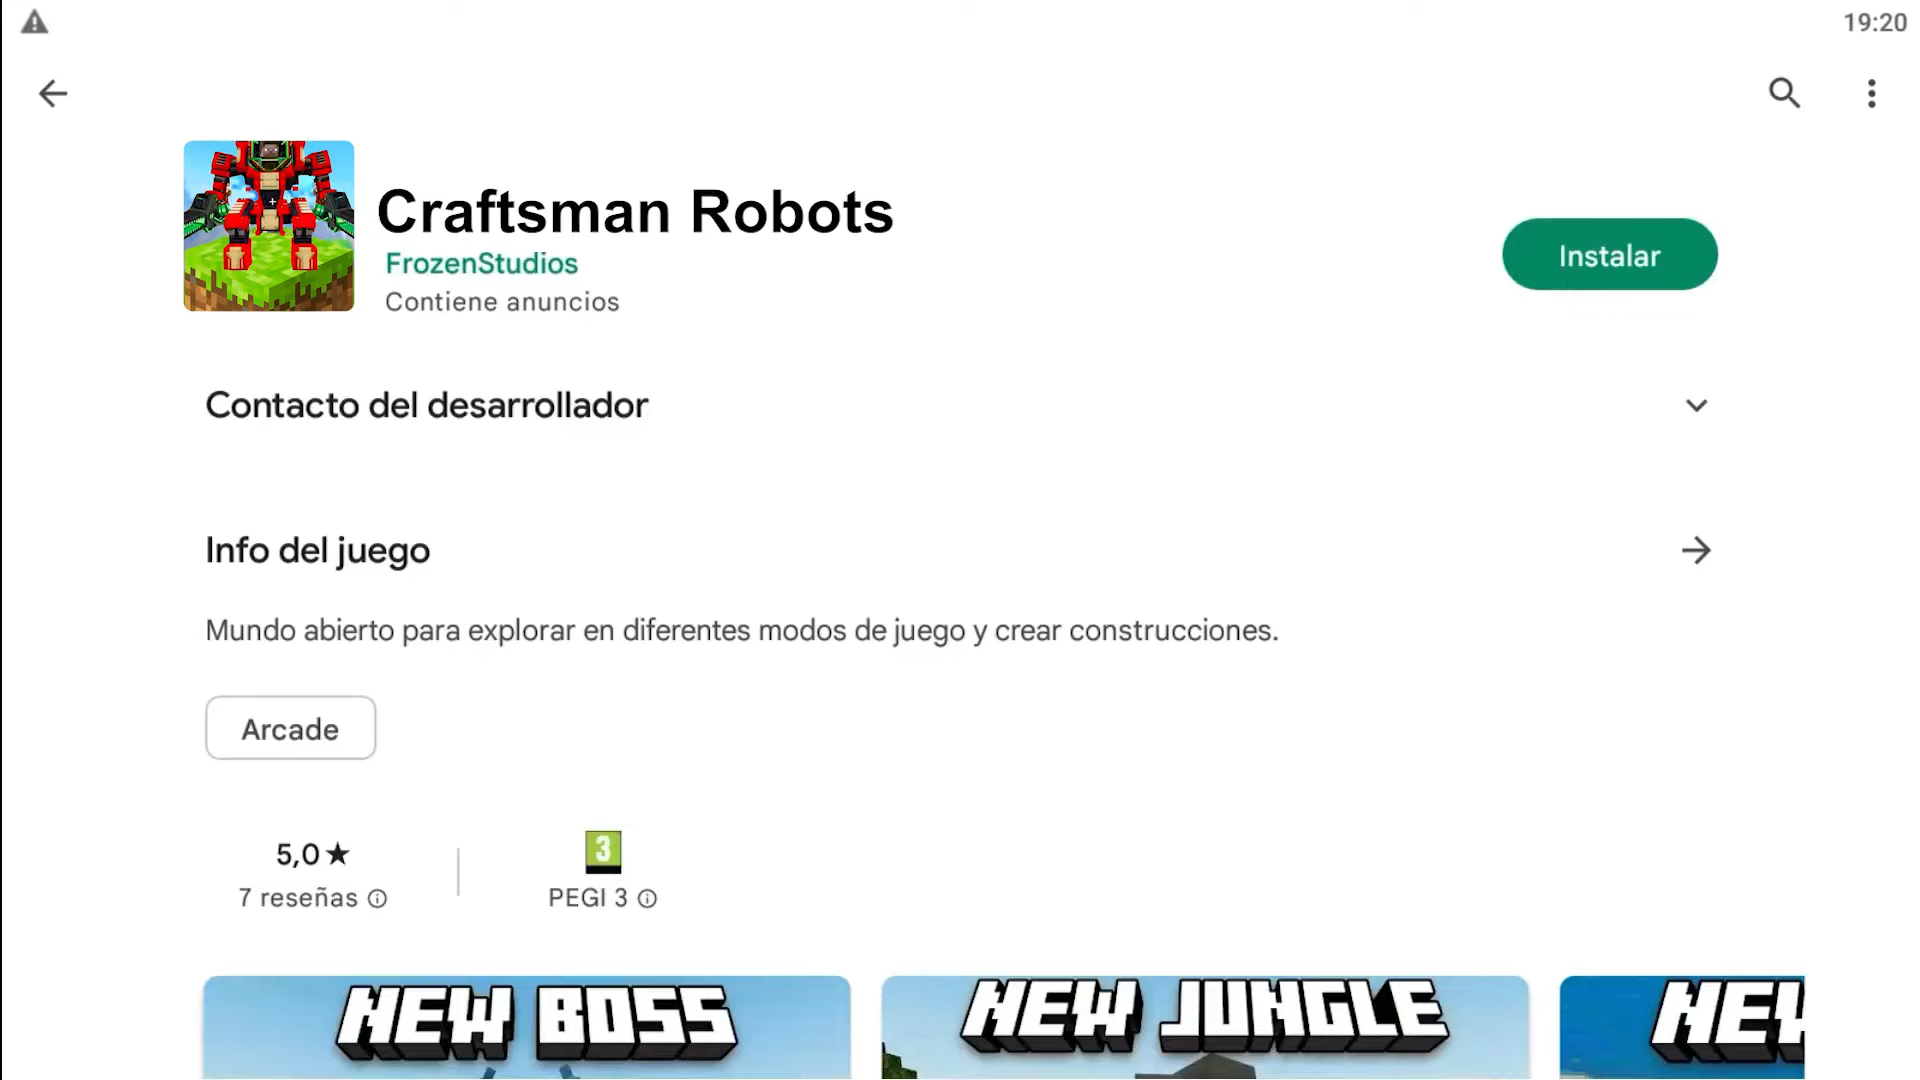 19:20
Craftsman Robots
FrozenStudios
Contiene anuncios
Instalar
Contacto del desarrollador
Info del juego
Mundo abierto para explorar en diferentes modos de juego y crear construcciones.
Arcade
5,0★
3
7 reseñas
PEGI 3
NEW BOSS
NEW JUNGLE
NEW